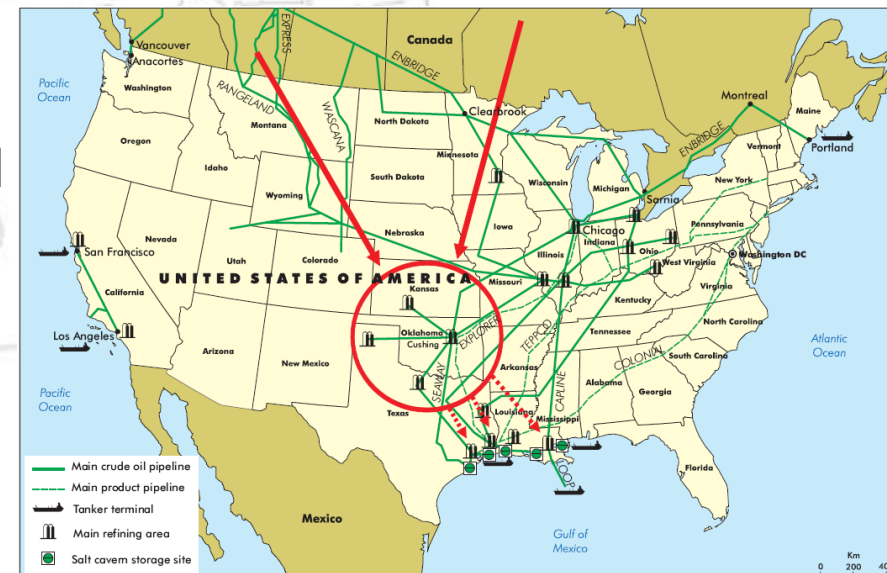 Canada
EXPRESS
Vancouver
Anacortes
Pacific
Ocean
Washington
RANGELAND
Montana
WASCANA
North Dakota
ENBRIDGE
Clearbrook
Minnesota
Montreal
Maine
Portland
Vermont
ENBRIDGE
New York
Oregon
Idaho
Wyoming
South Dakota
Wisconsin
Michigan
Sarnia
Nebraska
Iowa
Chicago
Illinois
Indiana
Ohio
Pennsylvania
Washington DC
West Virginia
Virginia
San Francisco
Nevada
Utah
Colorado
UNITED STATES OF AMERICA
Kansas
Missouri
Kentucky
California
Los Angeles
Arizona
New Mexico
Oklahoma
Cushing
EXPLORER
TEPPCO
Arkansas
Tennessee
North Carolina
South Carolina
COLONIAL
Atlantic
Ocean
Pacific
Ocean
Texas
SEAWAY
Louisiana
Mississippi
CAPLINE
Alabama
Georgia
LOOP
Florida
Mexico
Gulf of
Mexico
Main crude oil pipeline
Main product pipeline
Tanker terminal
Main refining area
Salt cavern storage site
Km
0 200 40